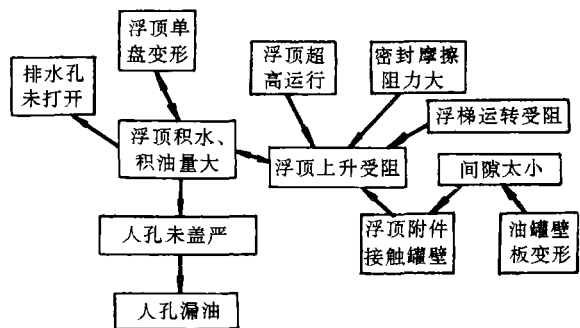 浮顶单
盘变形
排水孔
未打开
浮顶超
高运行
密封摩擦
阻力大
浮梯运转受阻
浮顶积水、
积油量大
浮顶上升受阻
间隙太小
人孔未盖严
浮顶附件
接触罐壁
油罐壁
板变形
人孔漏油